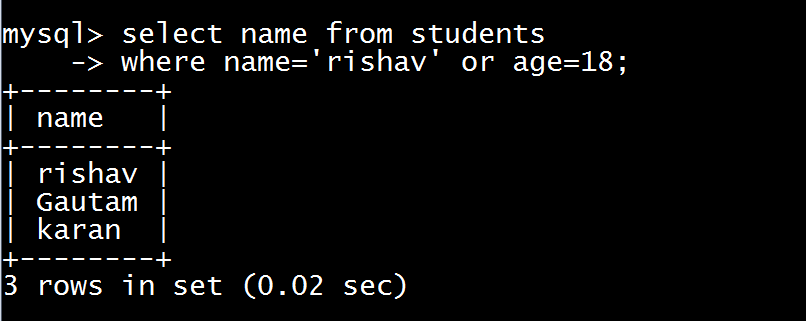 mysql> select name from students
    -> where name='rishav' or age=18;
+--------+
| name   |
+--------+
| rishav |
| Gautam |
| karan  |
+--------+
3 rows in set (0.02 sec)